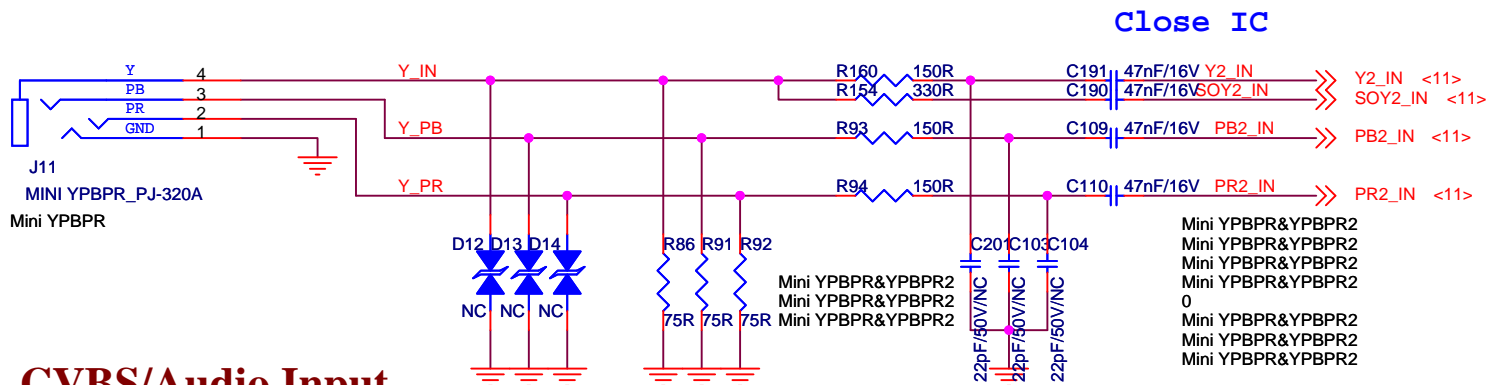 Close IC
Y 4 Y_IN R160 150R C191 47nF/16V Y2_IN Y2_IN <11>
PB 3 R154 330R C190 47nF/16V SOY2_IN SOY2_IN <11>
PR 2
GND 1 Y_PB R93 150R C109 47nF/16V PB2_IN PB2_IN <11>
J11
MINI YPBPR_PJ-320A Y_PR R94 150R C110 47nF/16V PR2_IN PR2_IN <11>
Mini YPBPR
Mini YPBPR&YPBPR2
D12 D13 D14 R86 R91 R92 C201 C103 C104 Mini YPBPR&YPBPR2
Mini YPBPR&YPBPR2
Mini YPBPR&YPBPR2 Mini YPBPR&YPBPR2
Mini YPBPR&YPBPR2 0
NC NC NC 75R 75R 75R Mini YPBPR&YPBPR2 Mini YPBPR&YPBPR2
Mini YPBPR&YPBPR2
Mini YPBPR&YPBPR2
22pF/50V/NC
22pF/50V/NC
22pF/50V/NC
CVBS/Audio Input